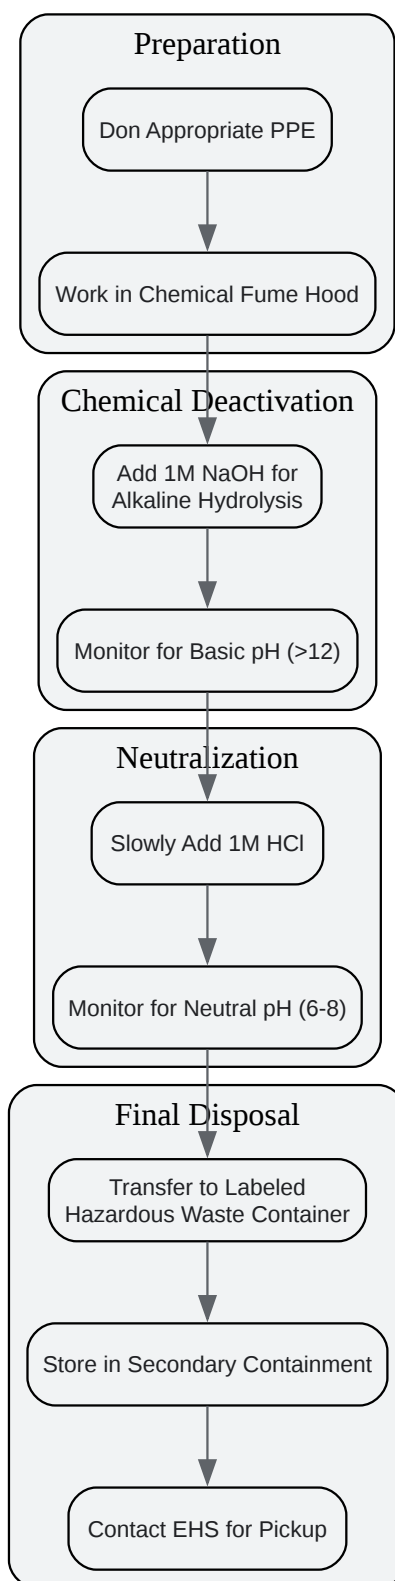 Preparation
Don Appropriate PPE
Work in Chemical Fume Hood
Chemical Deactivation
Add 1M NaOH for
Alkaline Hydrolysis
Monitor for Basic pH (>12)
Neutralization
Slowly Add 1M HCl
Monitor for Neutral pH (6-8)
Final Disposal
Transfer to Labeled
Hazardous Waste Container
Store in Secondary Containment
Contact EHS for Pickup